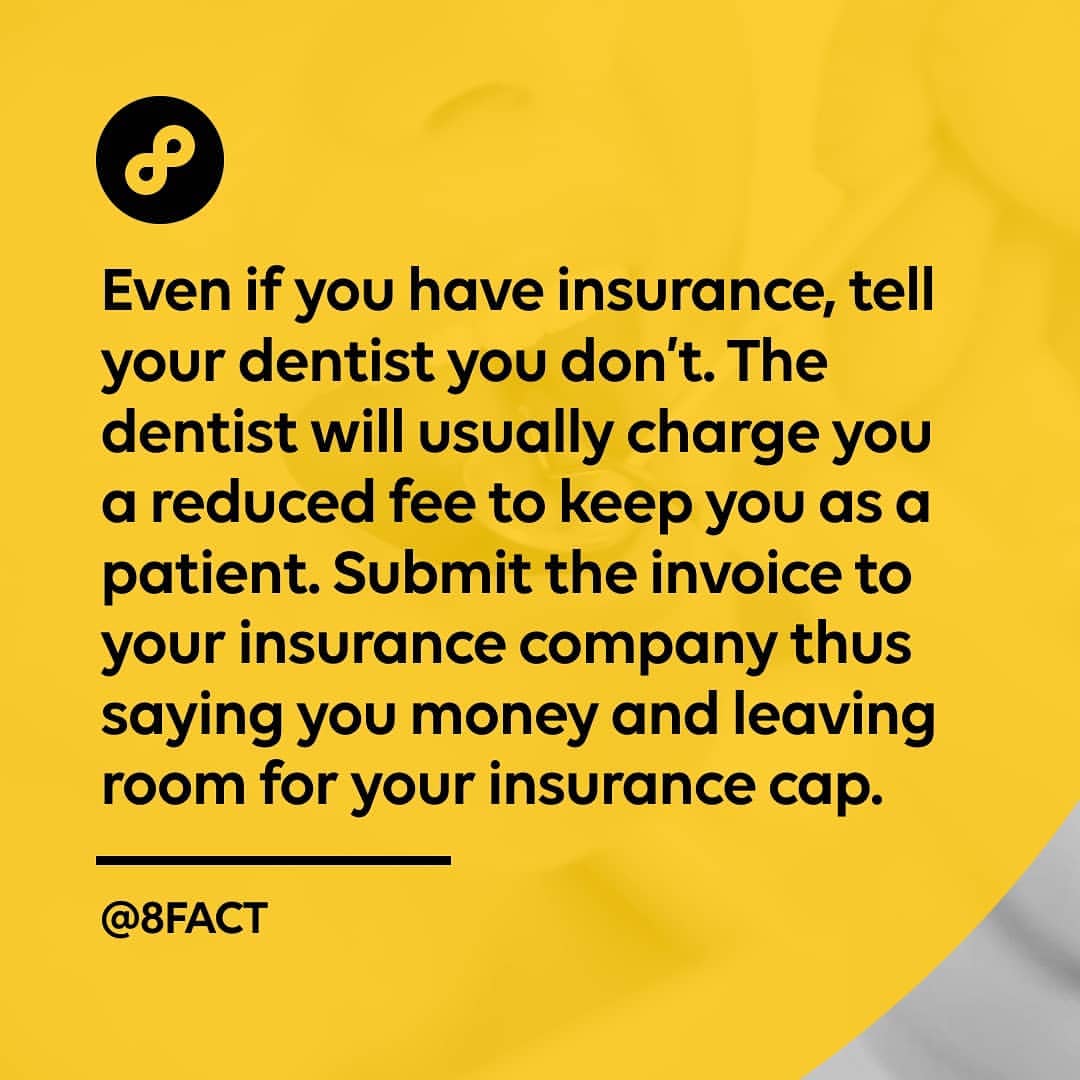 Even if you have insurance, tell
your dentist you don't. The
dentist will usually charge you
a reduced fee to keep you as a
patient. Submit the invoice to
your insurance company thus
saying you money and leaving
room for your insurance cap.
@8FACT